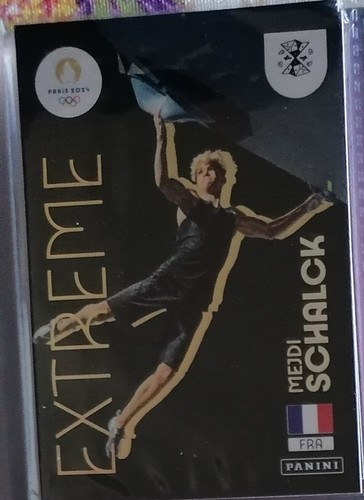 PARIS 2024
EXTREME
MEJDI
SCHALCK
FRA
PANINI